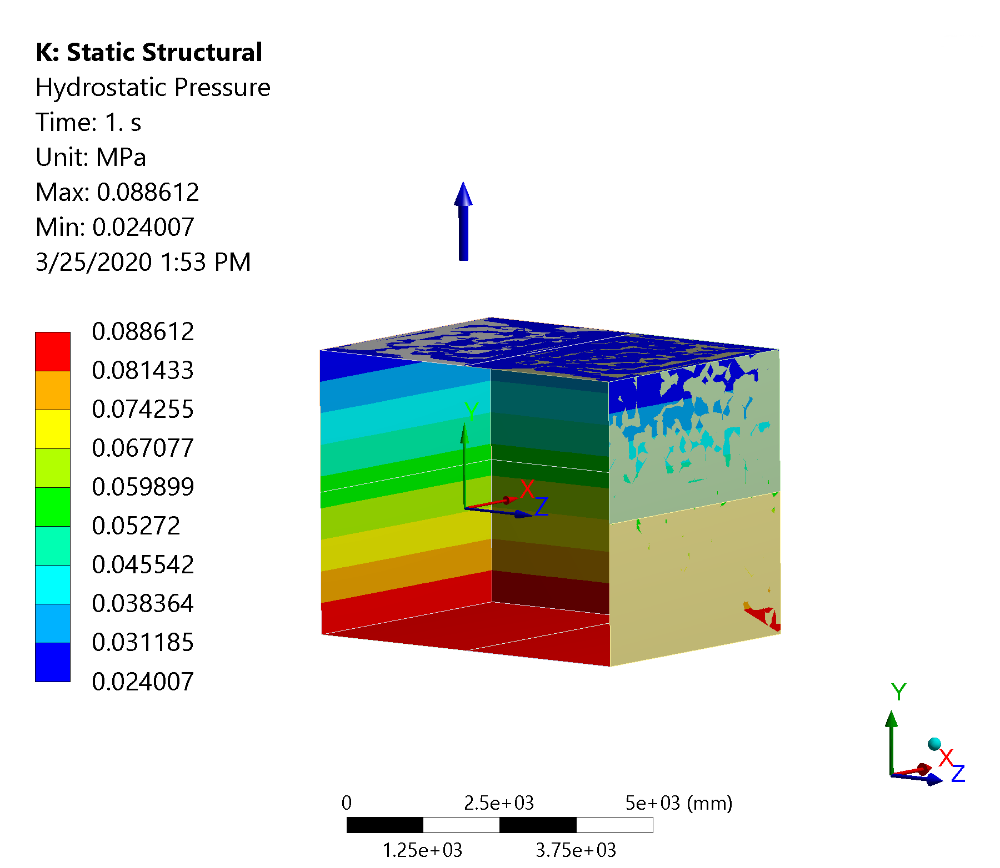 K: Static Structural
Hydrostatic Pressure
Time: 1. s
Unit: MPa
Max: 0.088612
Min: 0.024007
3/25/2020 1:53 PM
0.088612
0.081433
0.074255
0.067077
0.059899
0.05272
0.045542
0.038364
0.031185
0.024007
Y
X
Z
Y
X
Z
0 2.5e+03 5e+03 (mm)
1.25e+03 3.75e+03